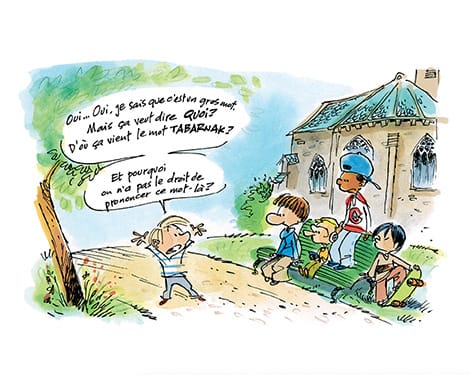 Oui... Oui, je sais que c'est un gros mot.
Mais ça veut dire QUOI?
D'où ça vient le mot TABARNAK?
Et pourquoi
on n'a pas le droit de
prononcer ce mot-là?
C